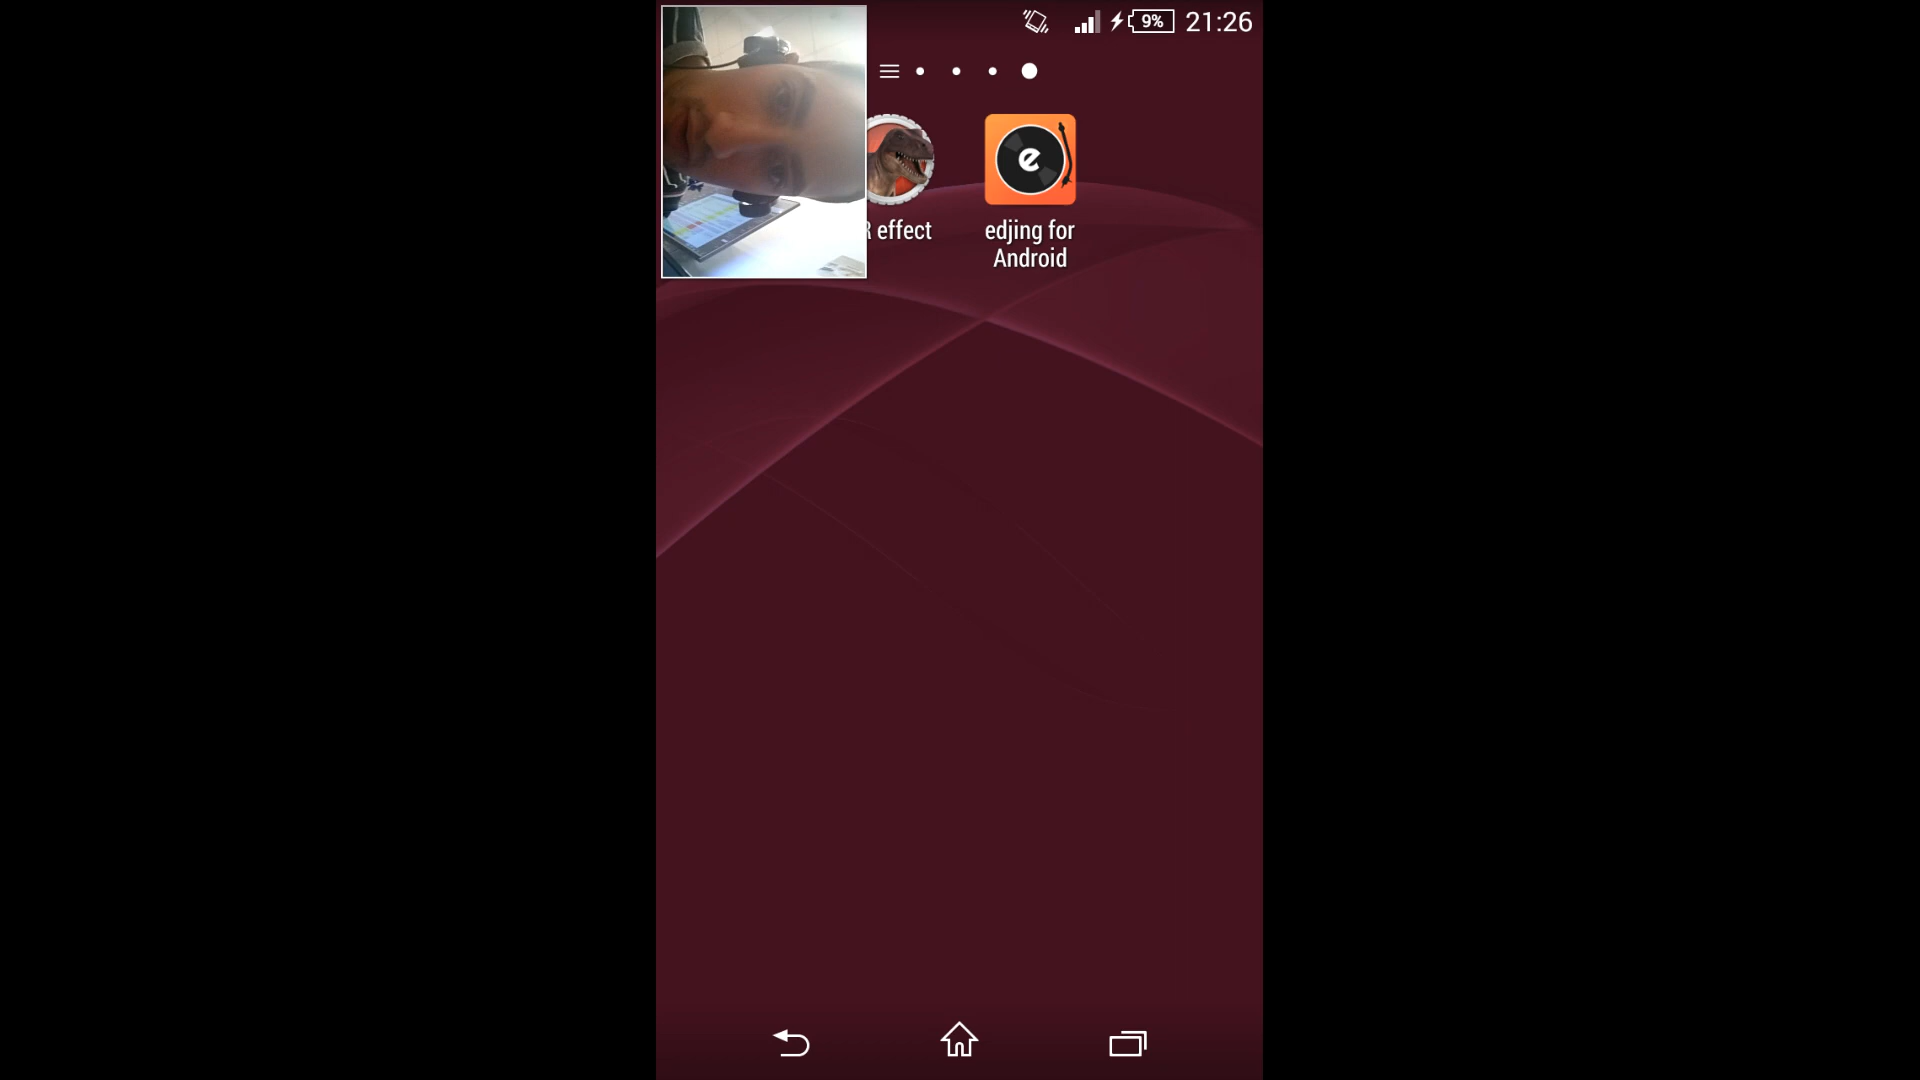 9% 21:26
R effect
edjing for
Android
e